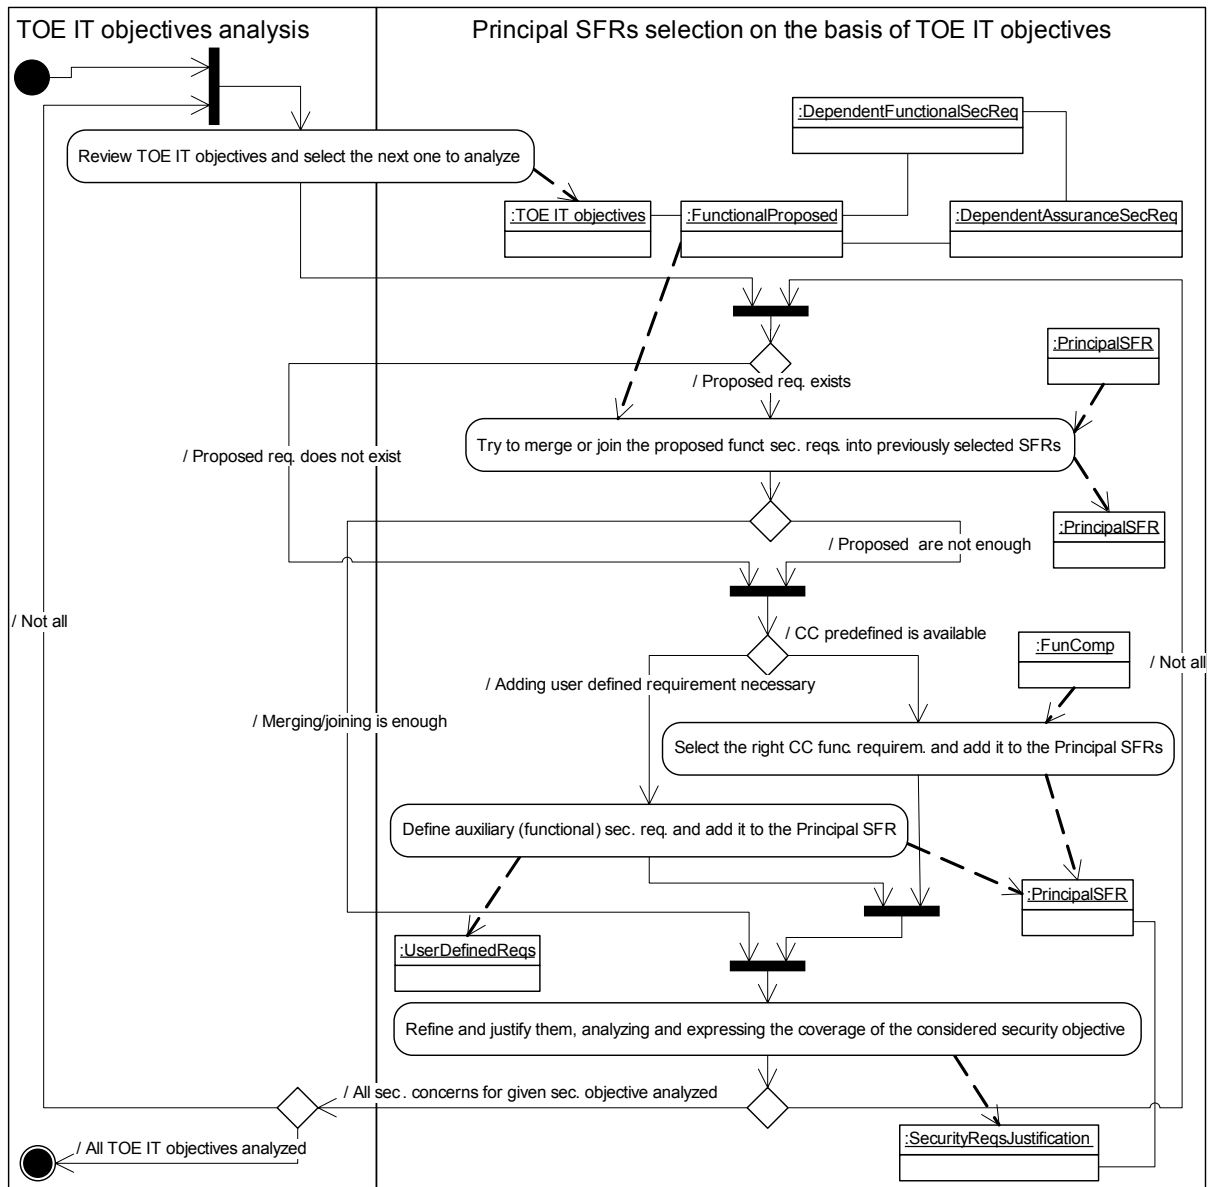 TOE IT objectives analysis
Principal SFRs selection on the basis of TOE IT objectives
:DependentFunctionalSecReq
Review TOE IT objectives and select the next one to analyze
:TOE IT objectives
:FunctionalProposed
:DependentAssuranceSecReq
:PrincipalSFR
/ Proposed req. exists
Try to merge or join the proposed funct. sec. reqs. into previously selected SFRs
/ Proposed req. does not exist
:PrincipalSFR
/ Proposed are not enough
/ Not all
/ CC predefined is available
:FunComp
/ Not all
/ Adding user defined requirement necessary
/ Merging/joining is enough
Select the right CC func. requirem. and add it to the Principal SFRs
Define auxiliary (functional) sec. req. and add it to the Principal SFR
:PrincipalSFR
:UserDefinedReqs
Refine and justify them, analyzing and expressing the coverage of the considered security objective
/ All sec. concerns for given sec. objective analyzed
/ All TOE IT objectives analyzed
:SecurityReqsJustification